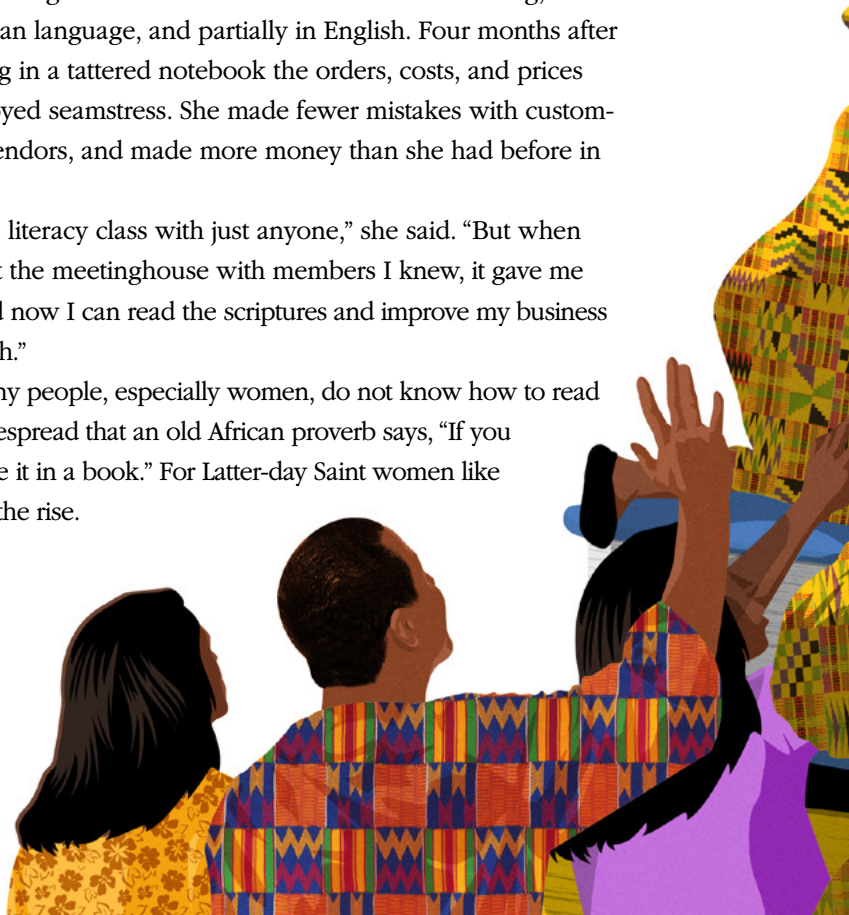 an language, and partially in English. Four months after
g in a tattered notebook the orders, costs, and prices
yed seamstress. She made fewer mistakes with custom-
endors, and made more money than she had before in
literacy class with just anyone,” she said. “But when
t the meetinghouse with members I knew, it gave me
d now I can read the scriptures and improve my business
h.”
ny people, especially women, do not know how to read
espread that an old African proverb says, “If you
e it in a book.” For Latter-day Saint women like
the rise.